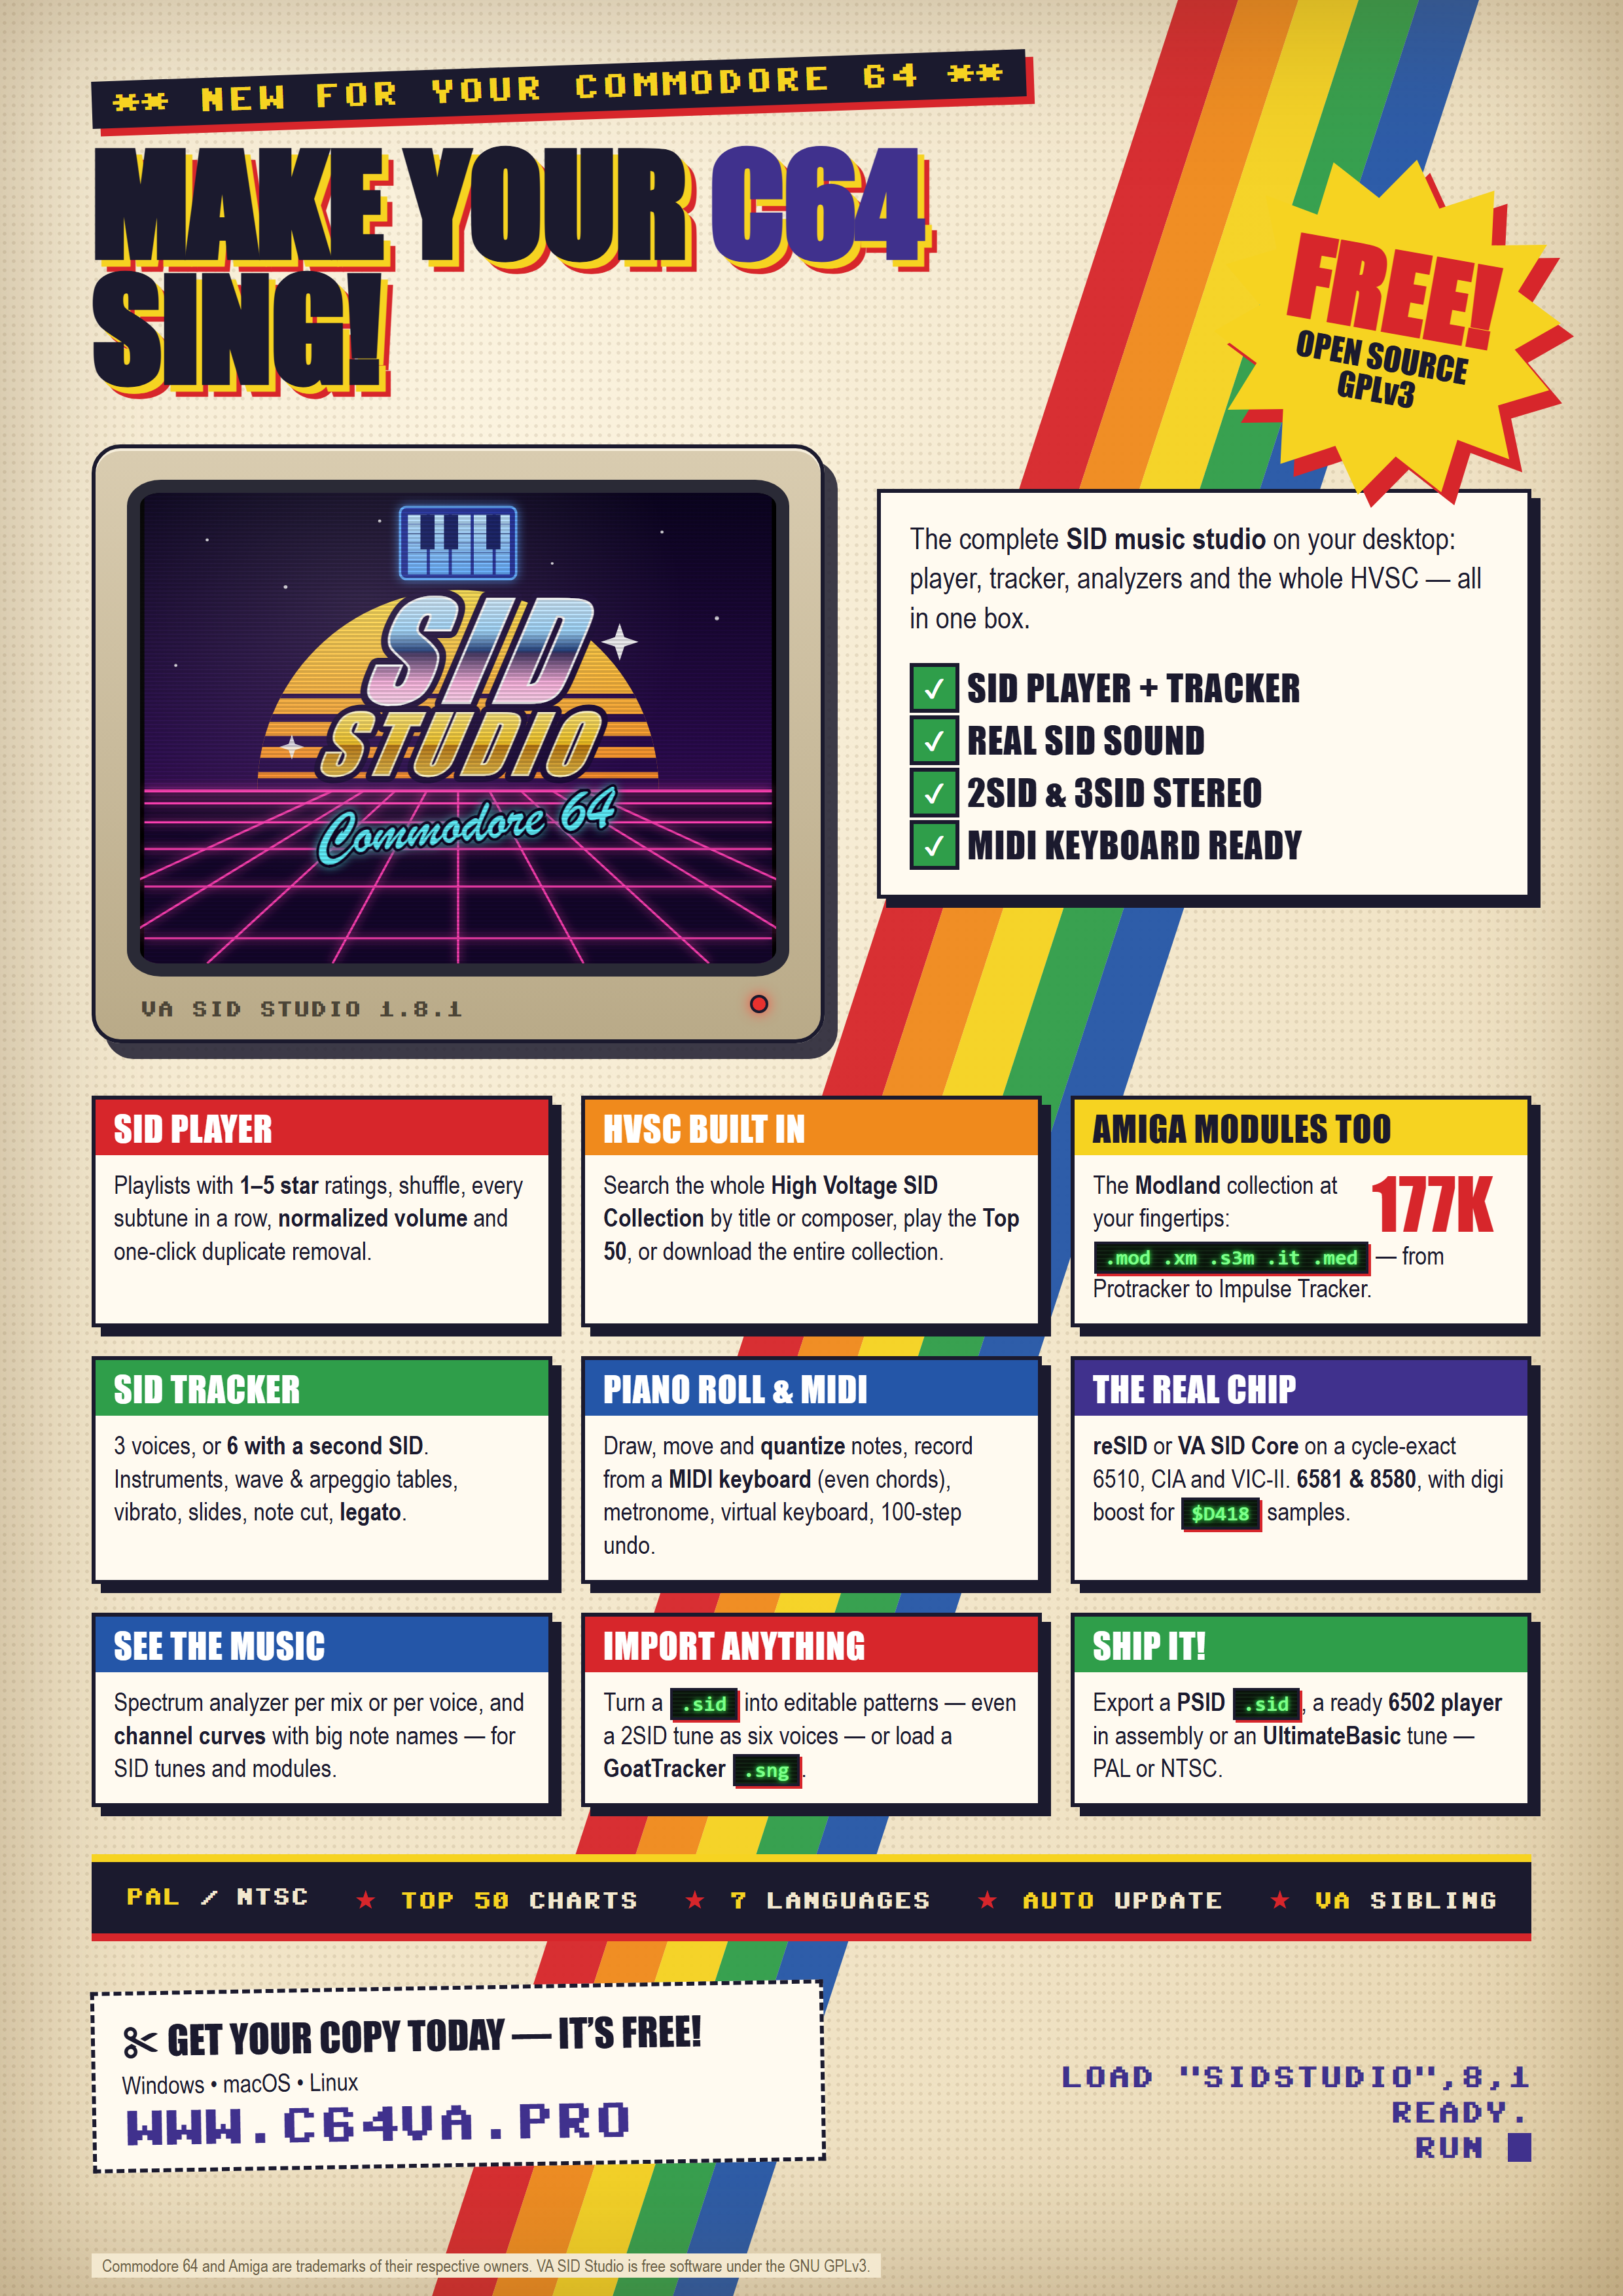 ** NEW FOR YOUR COMMODORE 64 **
MAKE YOUR C64
SING!
FREE!
OPEN SOURCE
GPLv3
SID
STUDIO
Commodore 64
VA SID STUDIO 1.8.1
The complete SID music studio on your desktop:
player, tracker, analyzers and the whole HVSC — all
in one box.
✓ SID PLAYER + TRACKER
✓ REAL SID SOUND
✓ 2SID & 3SID STEREO
✓ MIDI KEYBOARD READY
SID PLAYER
Playlists with 1–5 star ratings, shuffle, every
subtune in a row, normalized volume and
one-click duplicate removal.
HVSC BUILT IN
Search the whole High Voltage SID
Collection by title or composer, play the Top
50, or download the entire collection.
AMIGA MODULES TOO
177K
The Modland collection at
your fingertips:
.mod .xm .s3m .it .med — from
Protracker to Impulse Tracker.
SID TRACKER
3 voices, or 6 with a second SID.
Instruments, wave & arpeggio tables,
vibrato, slides, note cut, legato.
PIANO ROLL & MIDI
Draw, move and quantize notes, record
from a MIDI keyboard (even chords),
metronome, virtual keyboard, 100-step
undo.
THE REAL CHIP
reSID or VA SID Core on a cycle-exact
6510, CIA and VIC-II. 6581 & 8580, with digi
boost for $D418 samples.
SEE THE MUSIC
Spectrum analyzer per mix or per voice, and
channel curves with big note names — for
SID tunes and modules.
IMPORT ANYTHING
Turn a .sid into editable patterns — even
a 2SID tune as six voices — or load a
GoatTracker .sng.
SHIP IT!
Export a PSID .sid, a ready 6502 player
in assembly or an UltimateBasic tune —
PAL or NTSC.
PAL / NTSC ★ TOP 50 CHARTS ★ 7 LANGUAGES ★ AUTO UPDATE ★ VA SIBLING
✂ GET YOUR COPY TODAY — IT'S FREE!
Windows • macOS • Linux
WWW.C64VA.PRO
LOAD "SIDSTUDIO",8,1
READY.
RUN
Commodore 64 and Amiga are trademarks of their respective owners. VA SID Studio is free software under the GNU GPLv3.